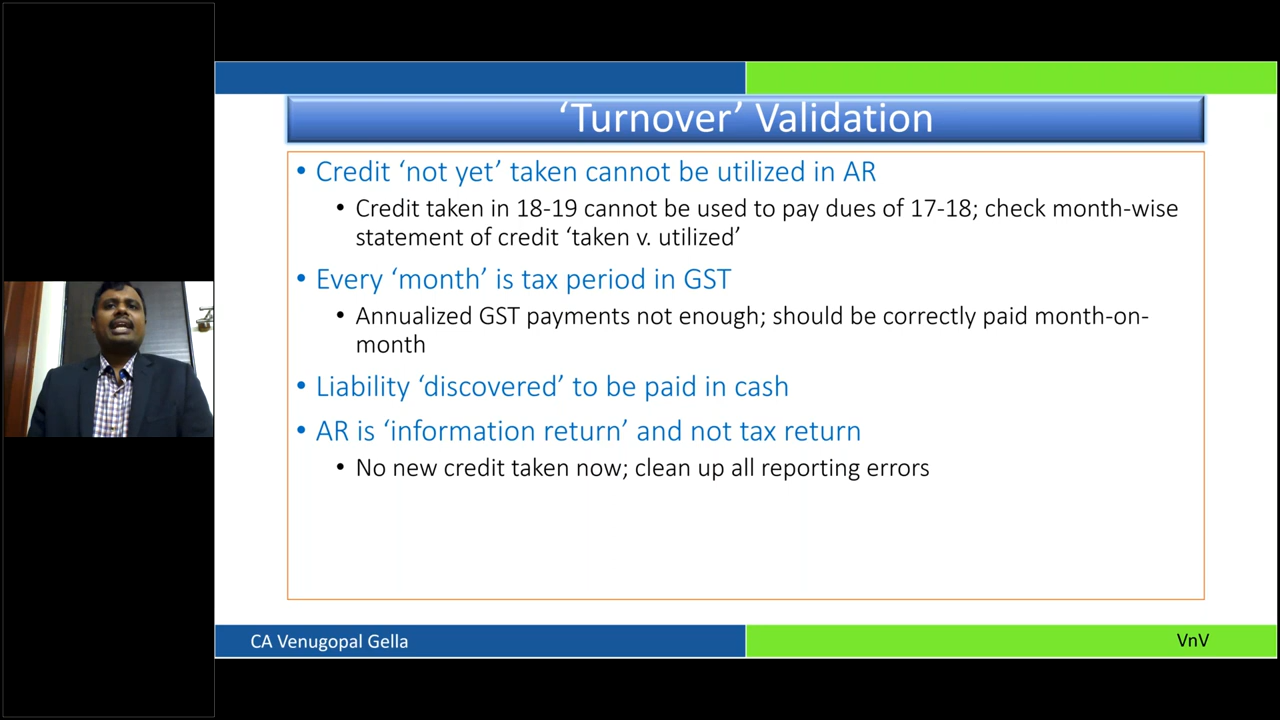 ‘Turnover’ Validation
• Credit ‘not yet’ taken cannot be utilized in AR
• Credit taken in 18-19 cannot be used to pay dues of 17-18; check month-wise
statement of credit ‘taken v. utilized’
• Every ‘month’ is tax period in GST
• Annualized GST payments not enough; should be correctly paid month-on-
month
• Liability ‘discovered’ to be paid in cash
• AR is ‘information return’ and not tax return
• No new credit taken now; clean up all reporting errors
CA Venugopal Gella
VnV